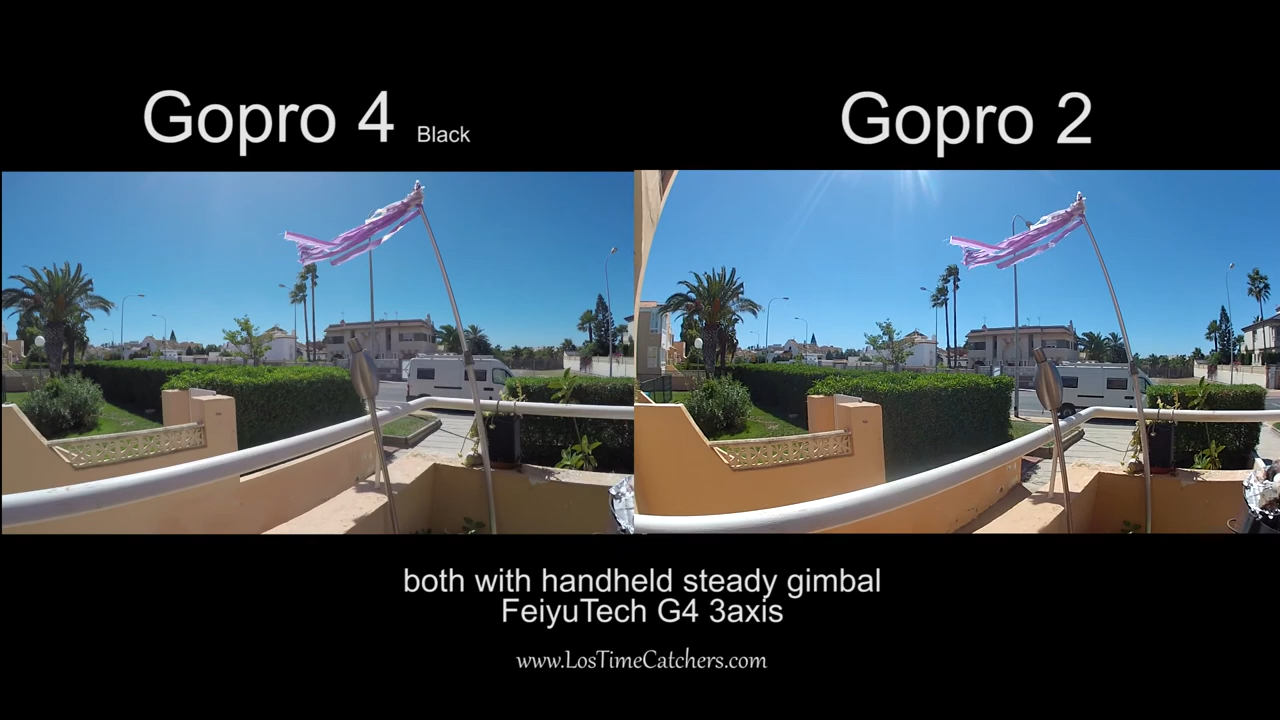 Gopro 4 Black
Gopro 2
both with handheld steady gimbal
FeiyuTech G4 3axis
www.LosTimeCatchers.com